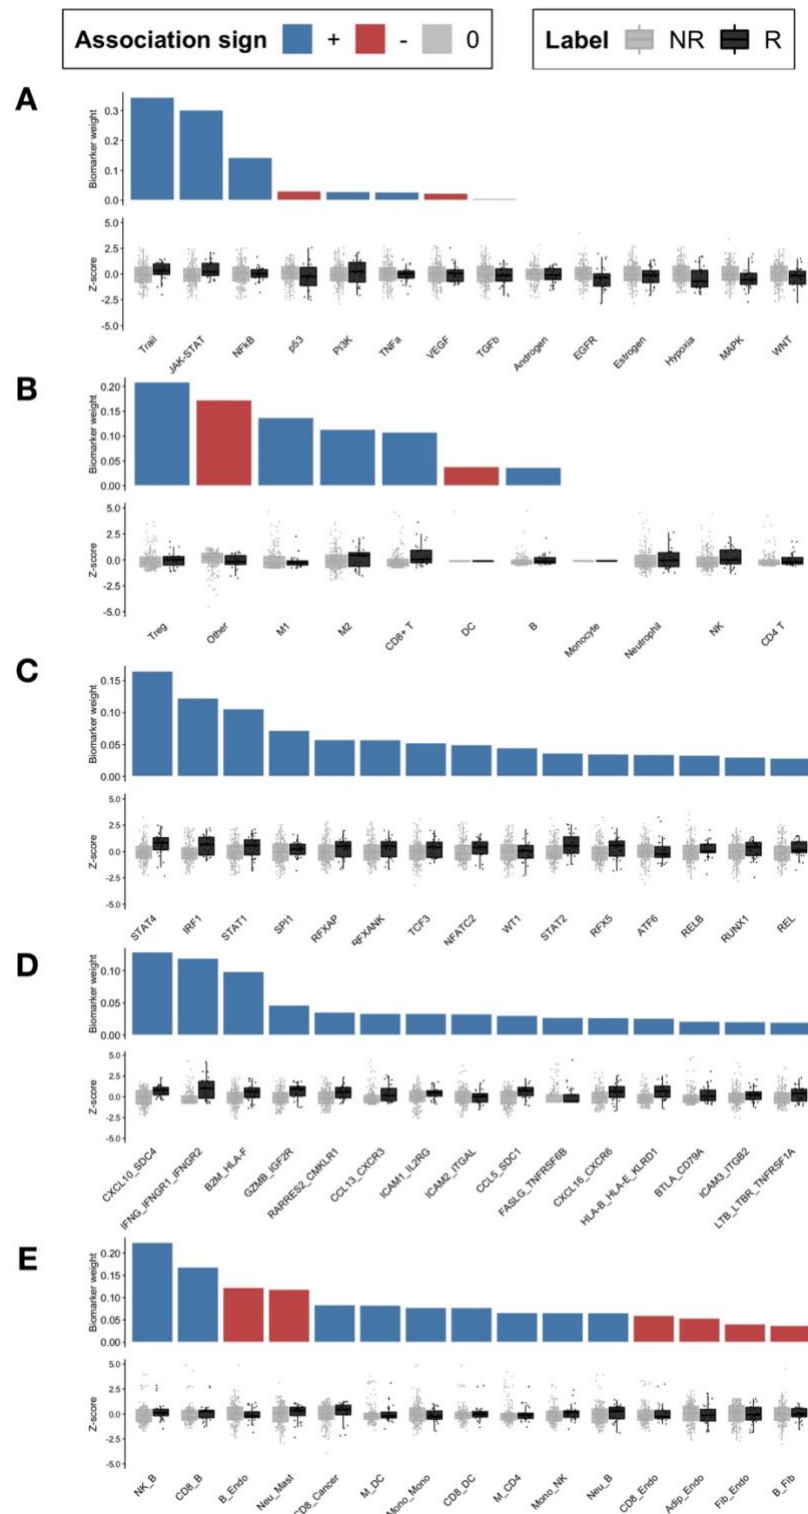 Association sign + - 0 Label NR R
A
Biomarker weight
0.3
0.2
0.1
0.0
Z-score
5.0
2.5
0.0
-2.5
-5.0
Trail JAK-STAT NFkB p53 PI3K TNFa VEGF TGFb Androgen EGFR Estrogen Hypoxia MAPK WNT
B
Biomarker weight
0.20
0.15
0.10
0.05
0.00
Z-score
5.0
2.5
0.0
-2.5
-5.0
Treg Other M1 M2 CD8+ T DC B Monocyte Neutrophil NK CD4 T
C
Biomarker weight
0.15
0.10
0.05
0.00
Z-score
5.0
2.5
0.0
-2.5
-5.0
STAT4 IRF1 STAT1 SPI1 RFXAP RFXANK TCF3 NFATC2 WT1 STAT2 RFX5 ATF6 RELB RUNX1 REL
D
Biomarker weight
0.10
0.05
0.00
Z-score
5.0
2.5
0.0
-2.5
-5.0
CXCL10_SDC4 IFNG_IFNGR1_IFNGR2 B2M_HLA-F GZMB_IGF2R RARRES2_CMKLR1 CCL13_CXCR3 ICAM1_IL2RG ICAM2_ITGAL CCL5_SDC1 FASLG_TNFRSF6B CXCL16_CXCR6 HLA-B_HLA-E_KLRD1 BTLA_CD79A ICAM3_ITGB2 LTB_LTBR_TNFRSF1A
E
Biomarker weight
0.20
0.15
0.10
0.05
0.00
Z-score
5.0
2.5
0.0
-2.5
-5.0
NK_B CD8_B B_Endo Neu_Mast CD8_Cancer M_DC Mono_Mono CD8_DC M_CD4 Mono_NK Neu_B CD8_Endo Adip_Endo Fib_Endo B_Fib